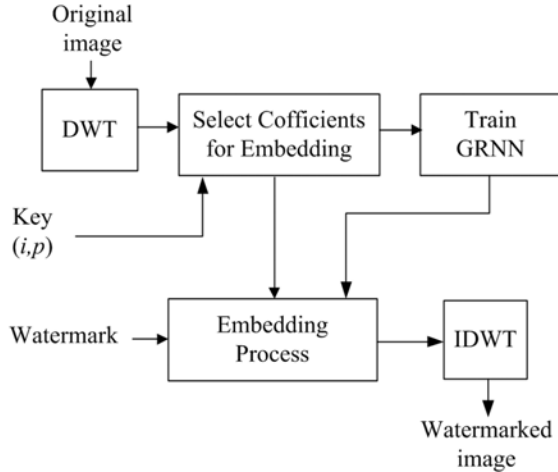 Original
image
DWT
Select Cofficients
for Embedding
Train
GRNN
Key
(i,p)
Watermark
Embedding
Process
IDWT
Watermarked
image